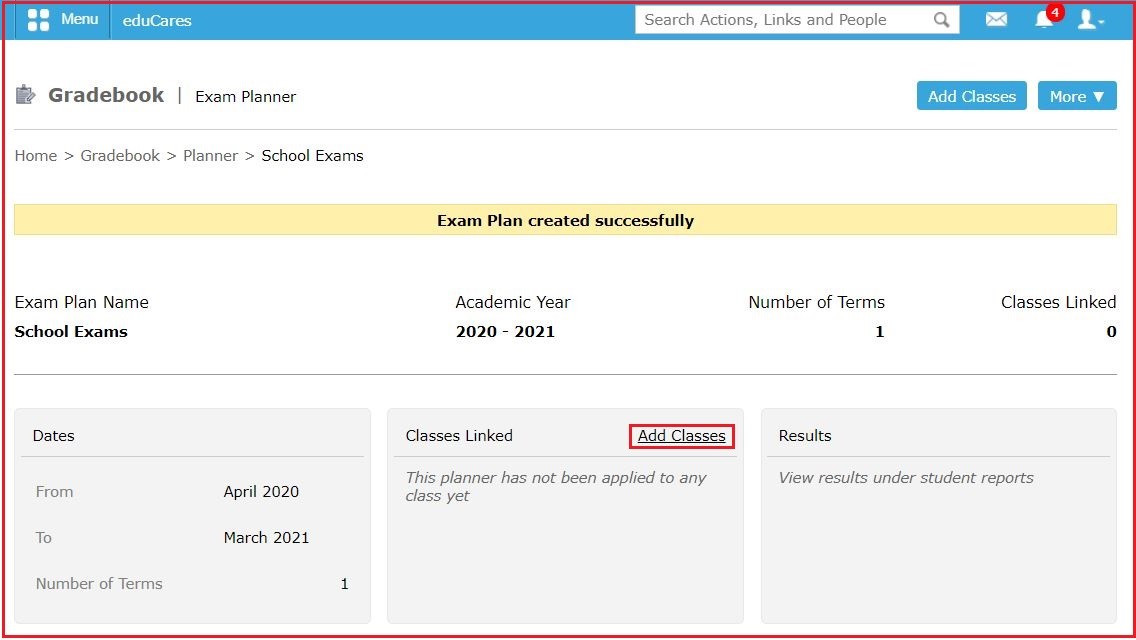 Menu eduCares Search Actions, Links and People 4
Gradebook | Exam Planner Add Classes More ▼
Home > Gradebook > Planner > School Exams
Exam Plan created successfully
Exam Plan Name Academic Year Number of Terms Classes Linked
School Exams 2020 - 2021 1 0
Dates
From April 2020
To March 2021
Number of Terms 1
Classes Linked Add Classes
This planner has not been applied to any
class yet
Results
View results under student reports